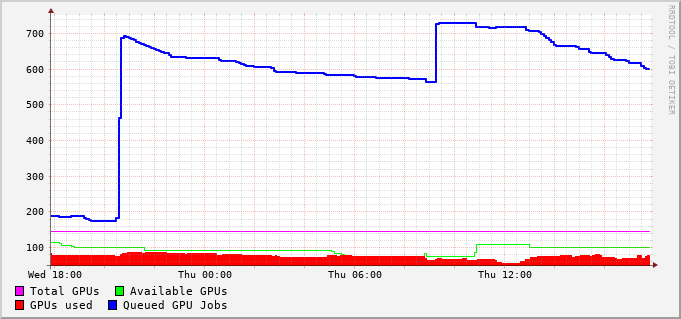 700
600
500
400
300
200
100
Wed 18:00 Thu 00:00 Thu 06:00 Thu 12:00
Total GPUs Available GPUs
GPUs used Queued GPU Jobs
RRDTOOL / TOBI OETIKER